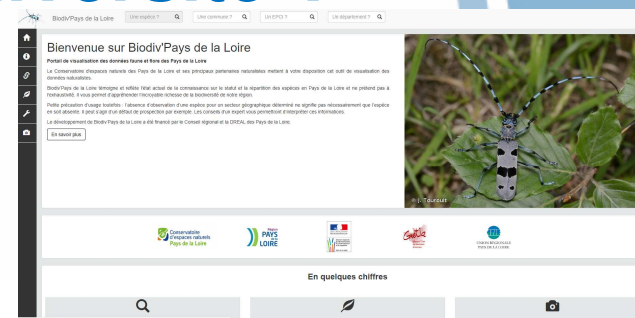 Biodiv'Pays de la Loire
Une espèce ?
Une commune ?
Un EPCI ?
Un département ?
Bienvenue sur Biodiv'Pays de la Loire
Portail de visualisation des données faune et flore des Pays de la Loire
Le Conservatoire d'espaces naturels des Pays de la Loire et ses principaux partenaires naturalistes mettent à votre disposition cet outil de visualisation des
données naturalistes.
Biodiv'Pays de la Loire témoigne et reflète l'état actuel de la connaissance sur le statut et la répartition des espèces en Pays de la Loire et ne prétend pas à
l'exhaustivité. Il vous permet d'appréhender l'incroyable richesse de la biodiversité de notre région.
Petite précaution d'usage toutefois : l'absence d'observation d'une espèce pour un secteur géographique déterminé ne signifie pas nécessairement que l'espèce
en soit absente. Il peut s'agir d'un défaut de prospection par exemple. Les conseils d'un expert vous permettront d'interpréter ces informations.
Le développement de Biodiv'Pays de la Loire a été financé par le Conseil régional et la DREAL des Pays de la Loire.
En savoir plus
© J. Tourault
Conservatoire
d'espaces naturels
Pays de la Loire
Région
PAYS
de la
LOIRE
UNION RÉGIONALE
PAYS DE LA LOIRE
En quelques chiffres